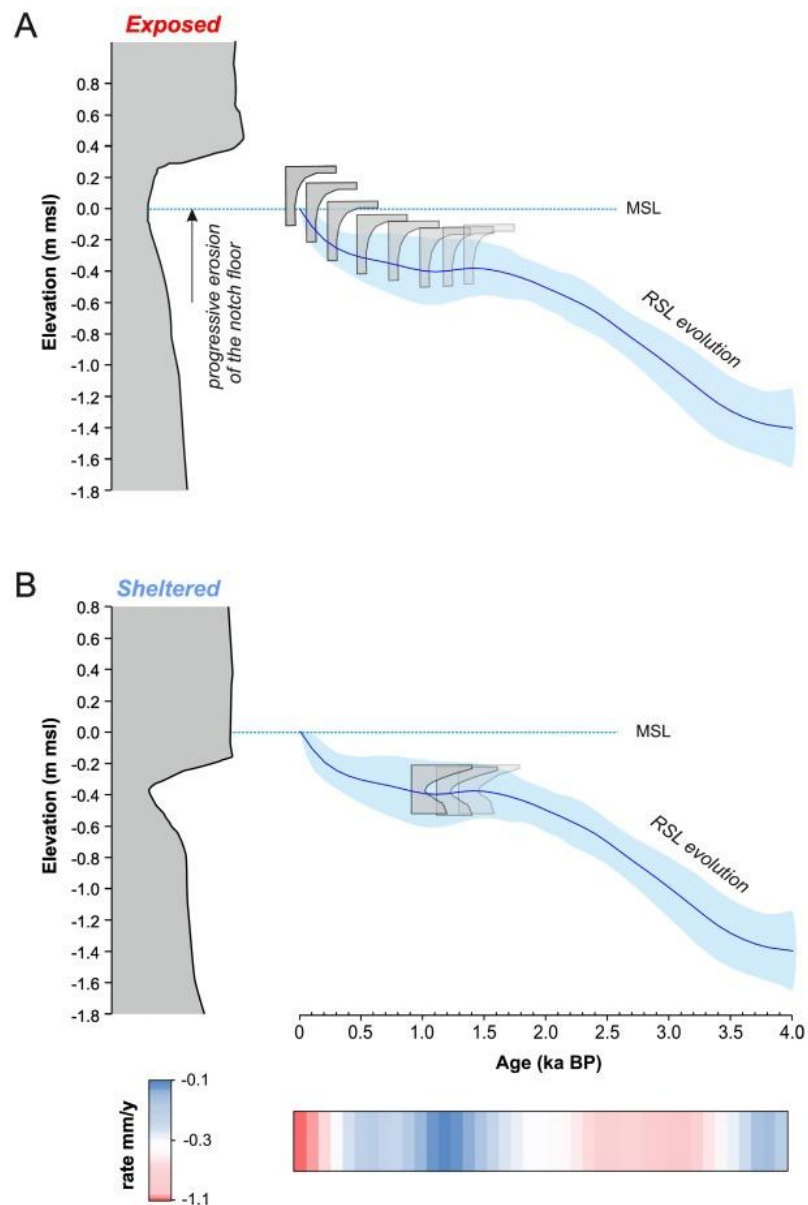 A
Exposed
0.8
0.6
0.4
0.2
0.0
-0.2
-0.4
-0.6
-0.8
-1.0
-1.2
-1.4
-1.6
-1.8
Elevation (m msl)
progressive erosion
of the notch floor
MSL
RSL evolution
B
Sheltered
0.8
0.6
0.4
0.2
0.0
-0.2
-0.4
-0.6
-0.8
-1.0
-1.2
-1.4
-1.6
-1.8
Elevation (m msl)
MSL
RSL evolution
0 0.5 1.0 1.5 2.0 2.5 3.0 3.5 4.0
Age (ka BP)
rate mm/y
-0.1
-0.3
-1.1